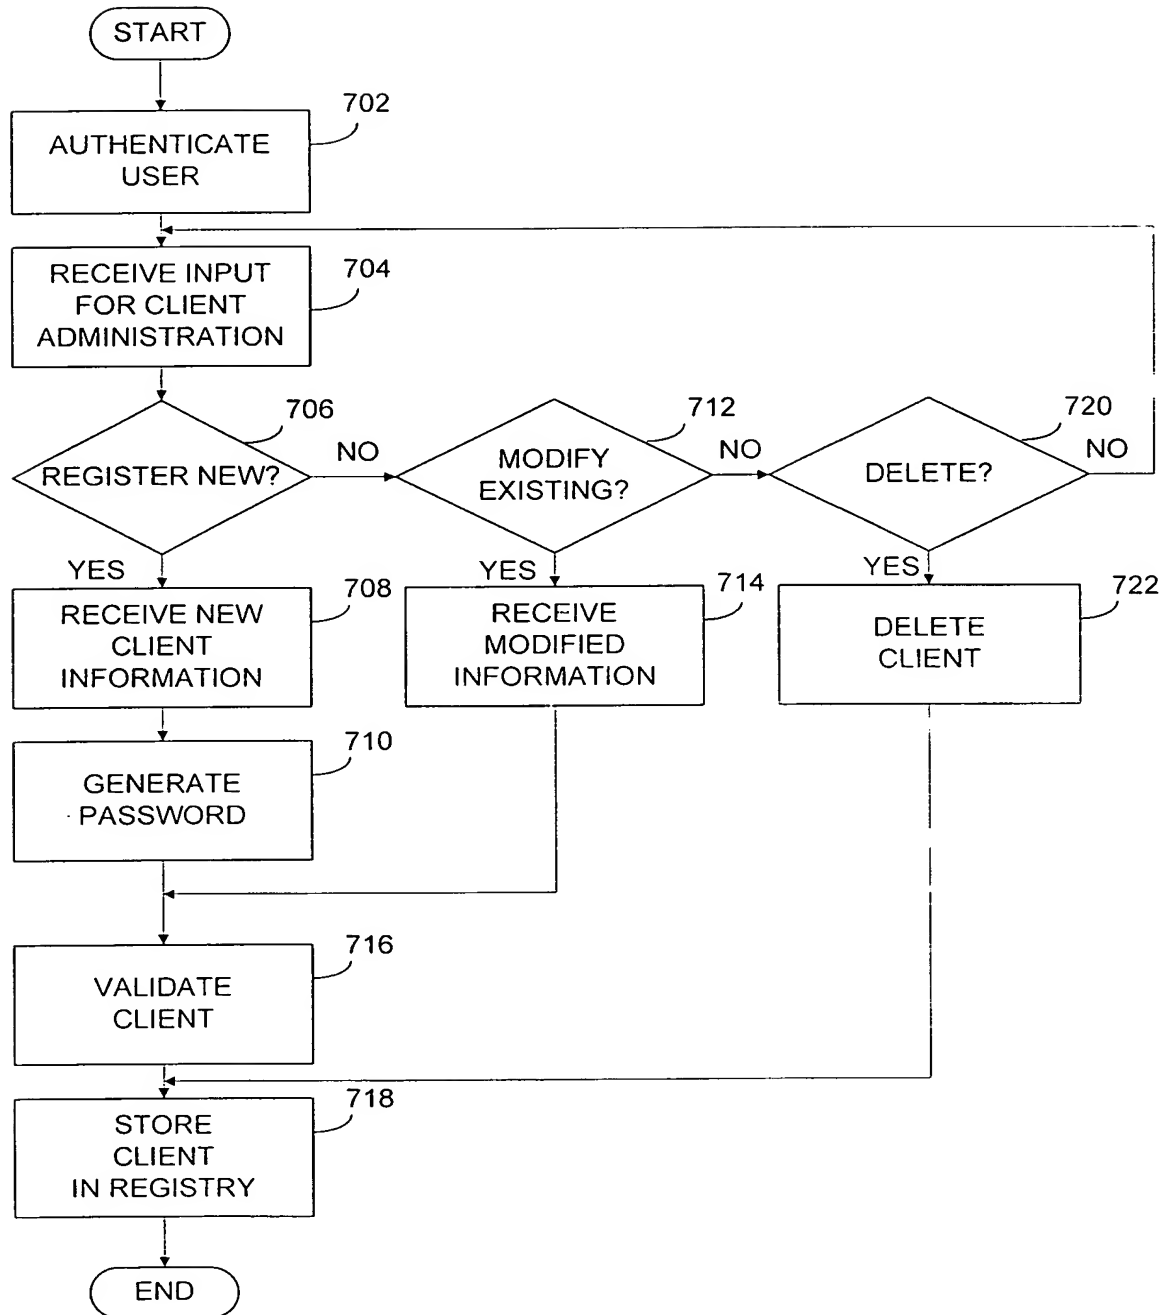 START
702
AUTHENTICATE
USER
704
RECEIVE INPUT
FOR CLIENT
ADMINISTRATION
706
REGISTER NEW?
NO
712
MODIFY
EXISTING?
NO
720
DELETE?
NO
YES
708
RECEIVE NEW
CLIENT
INFORMATION
YES
714
RECEIVE
MODIFIED
INFORMATION
YES
722
DELETE
CLIENT
710
GENERATE
PASSWORD
716
VALIDATE
CLIENT
718
STORE
CLIENT
IN REGISTRY
END